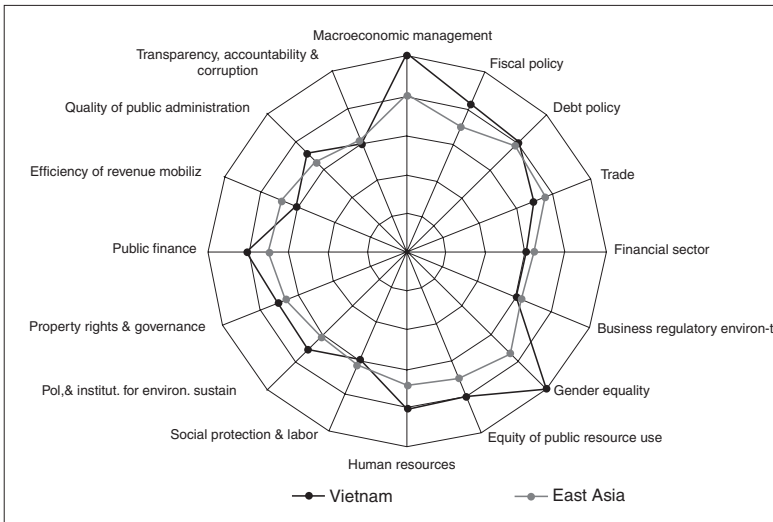 Macroeconomic management
Transparency, accountability &
corruption
Fiscal policy
Quality of public administration
Debt policy
Efficiency of revenue mobiliz
Trade
Public finance
Financial sector
Property rights & governance
Business regulatory environ-t
Pol,& institut. for environ. sustain
Gender equality
Social protection & labor
Equity of public resource use
Human resources
Vietnam
East Asia